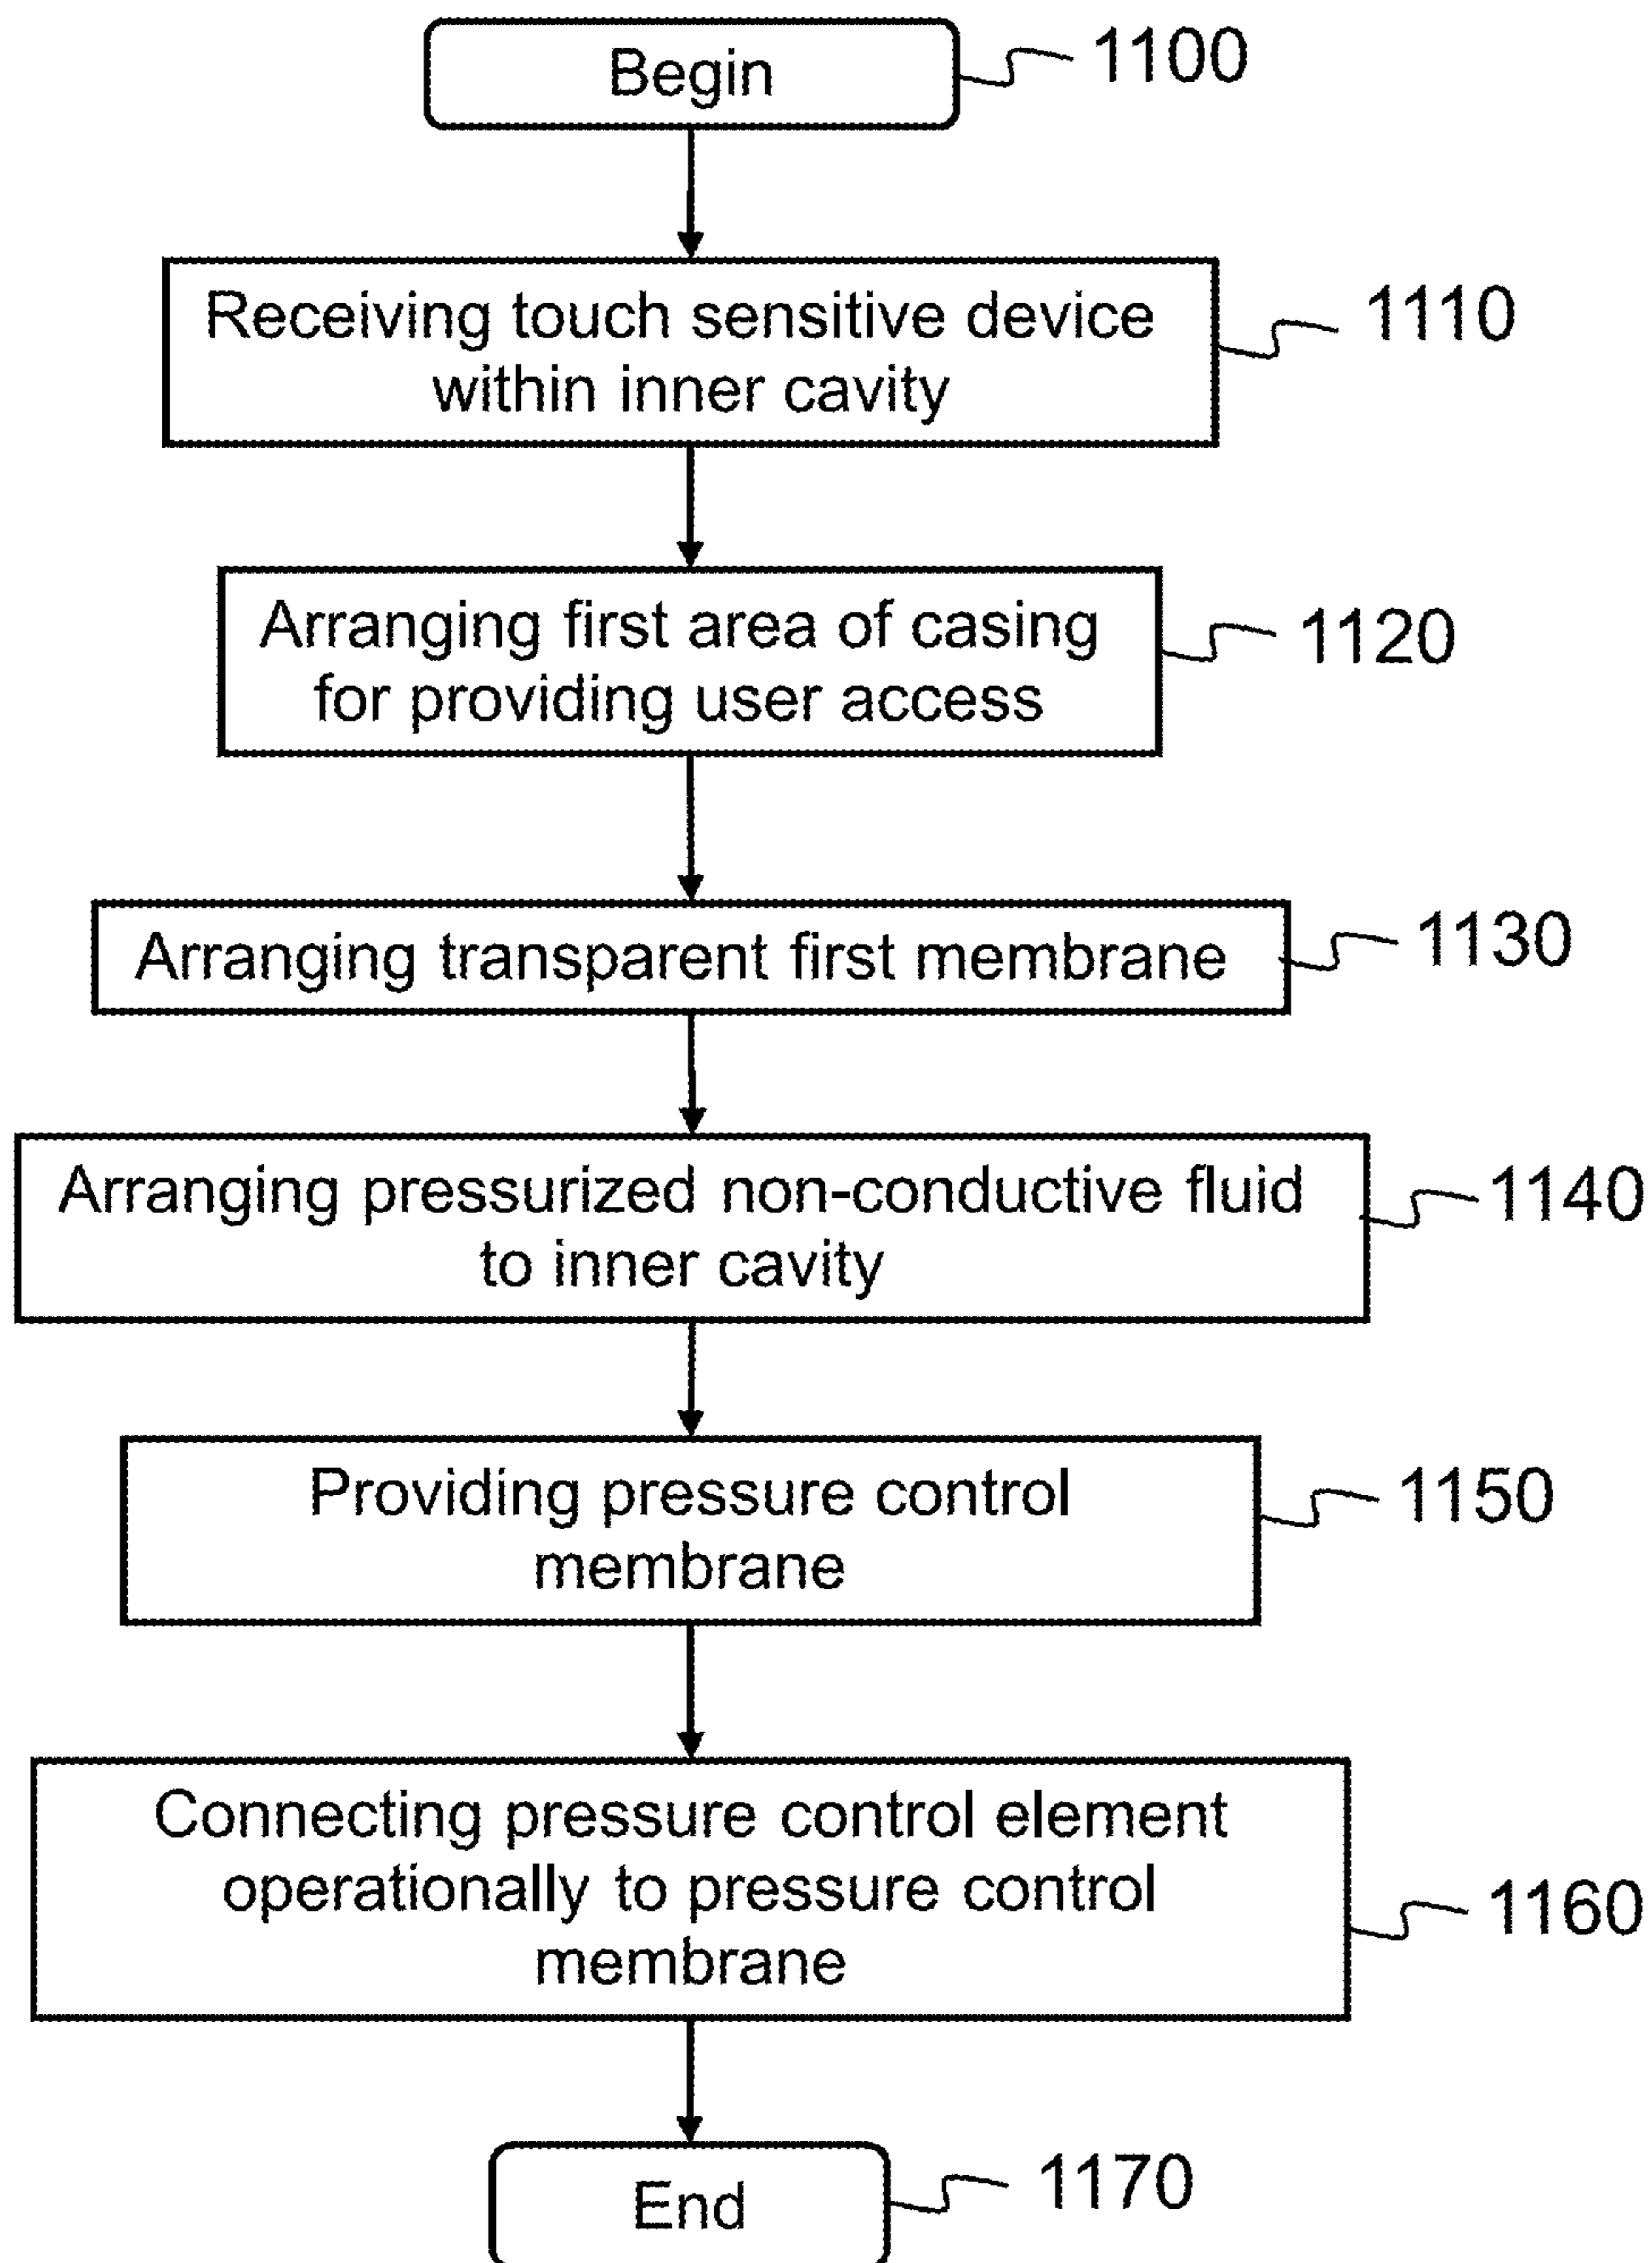 Begin
1100
Receiving touch sensitive device
within inner cavity
1110
Arranging first area of casing
for providing user access
1120
Arranging transparent first membrane
1130
Arranging pressurized non-conductive fluid
to inner cavity
1140
Providing pressure control
membrane
1150
Connecting pressure control element
operationally to pressure control
membrane
1160
End
1170